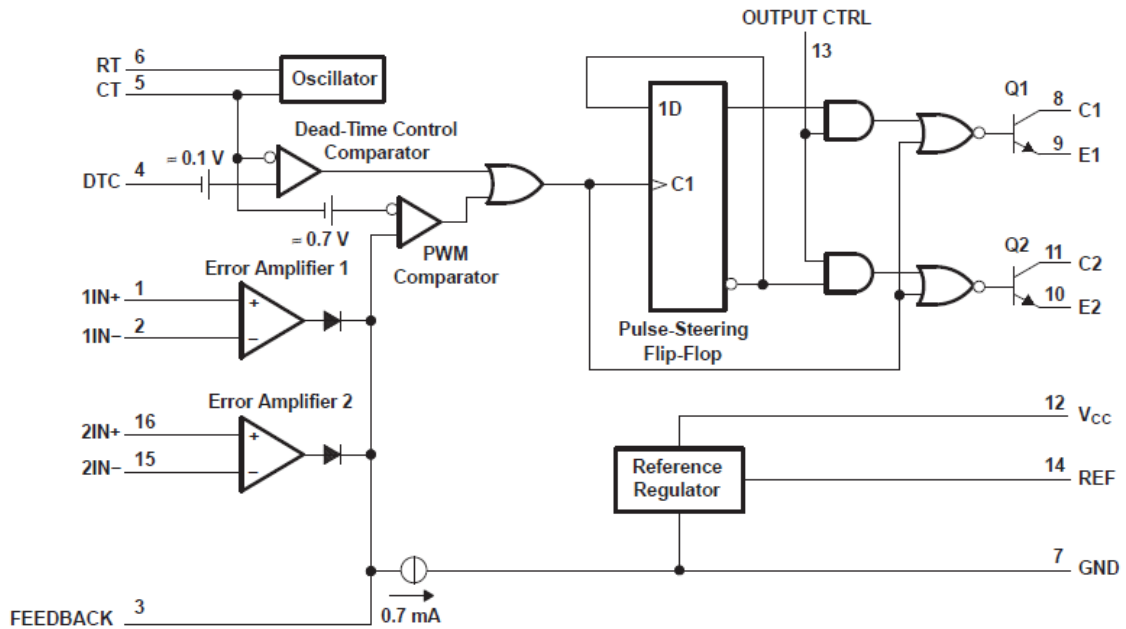 OUTPUT CTRL
13
RT 6
CT 5
Oscillator
Dead-Time Control
Comparator
= 0.1 V
DTC 4
= 0.7 V
PWM
Comparator
1D
C1
Pulse-Steering
Flip-Flop
Q1
8 C1
9 E1
Q2
11 C2
10 E2
Error Amplifier 1
1IN+ 1
1IN− 2
+
−
Error Amplifier 2
2IN+ 16
2IN− 15
+
−
12 VCC
Reference
Regulator
14 REF
7 GND
0.7 mA
FEEDBACK 3